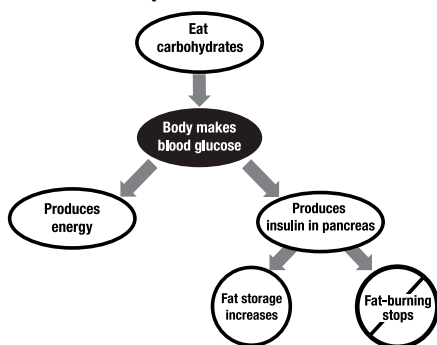 Eat
carbohydrates
Body makes
blood glucose
Produces
energy
Produces
insulin in pancreas
Fat storage
increases
Fat-burning
stops